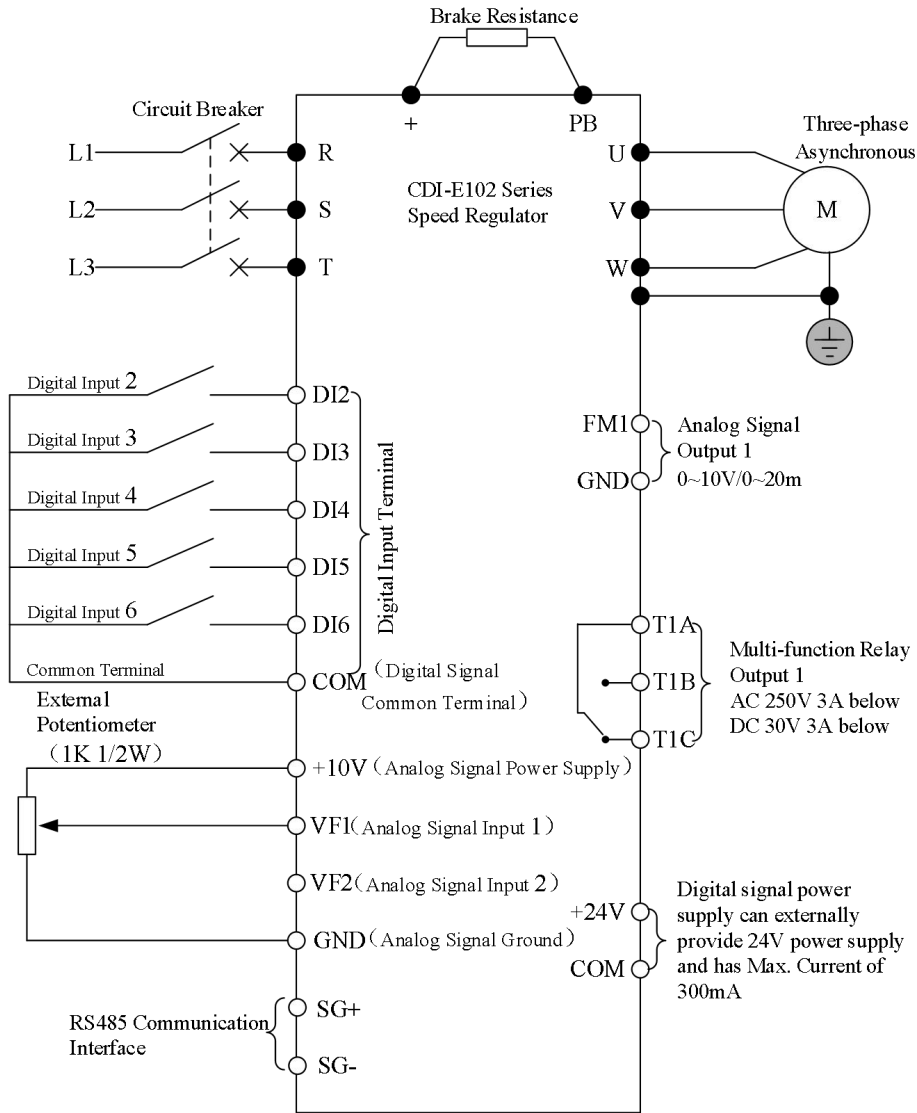 Brake Resistance
+
PB
Circuit Breaker
L1
R
L2
S
L3
T
CDI-E102 Series
Speed Regulator
U
V
W
Three-phase
Asynchronous
M
Digital Input 2
DI2
Digital Input 3
DI3
Digital Input 4
DI4
Digital Input 5
DI5
Digital Input 6
DI6
Common Terminal
COM（Digital Signal
Common Terminal）
Digital Input Terminal
External
Potentiometer
（1K 1/2W）
+10V（Analog Signal Power Supply）
VF1（Analog Signal Input 1）
VF2（Analog Signal Input 2）
GND（Analog Signal Ground）
RS485 Communication
Interface
SG+
SG-
FM1
GND
Analog Signal
Output 1
0~10V/0~20m
T1A
T1B
T1C
Multi-function Relay
Output 1
AC 250V 3A below
DC 30V 3A below
+24V
COM
Digital signal power
supply can externally
provide 24V power supply
and has Max. Current of
300mA